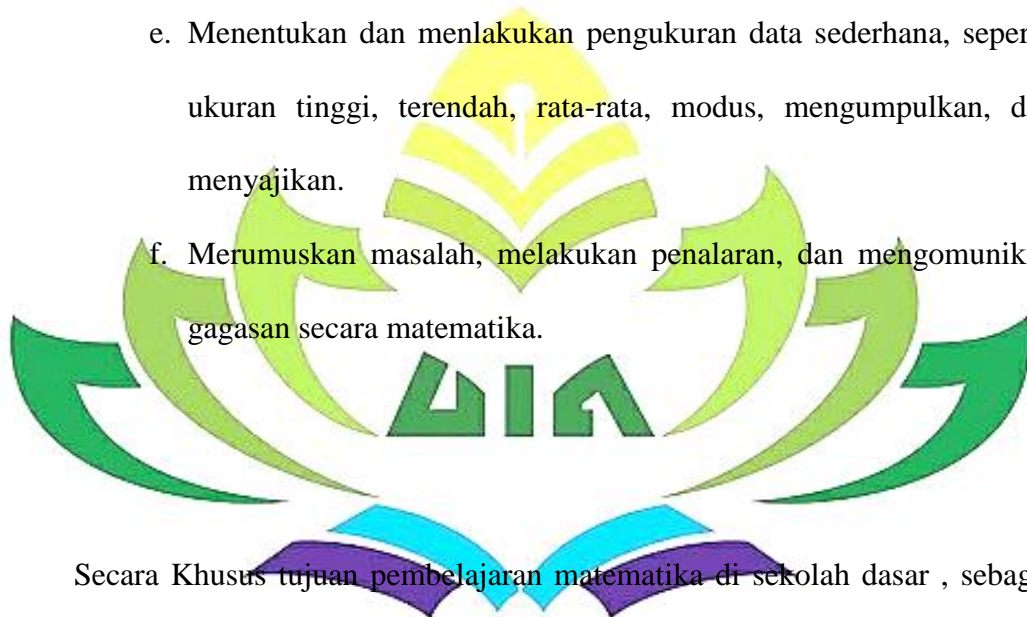 e. Menentukan dan menlakukan pengukuran data sederhana, seper
ukuran tinggi, terendah, rata-rata, modus, mengumpulkan, d
menyajikan.
f. Merumuskan masalah, melakukan penalaran, dan mengomunik
gagasan secara matematika.
UIN
Secara Khusus tujuan pembelajaran matematika di sekolah dasar , sebag